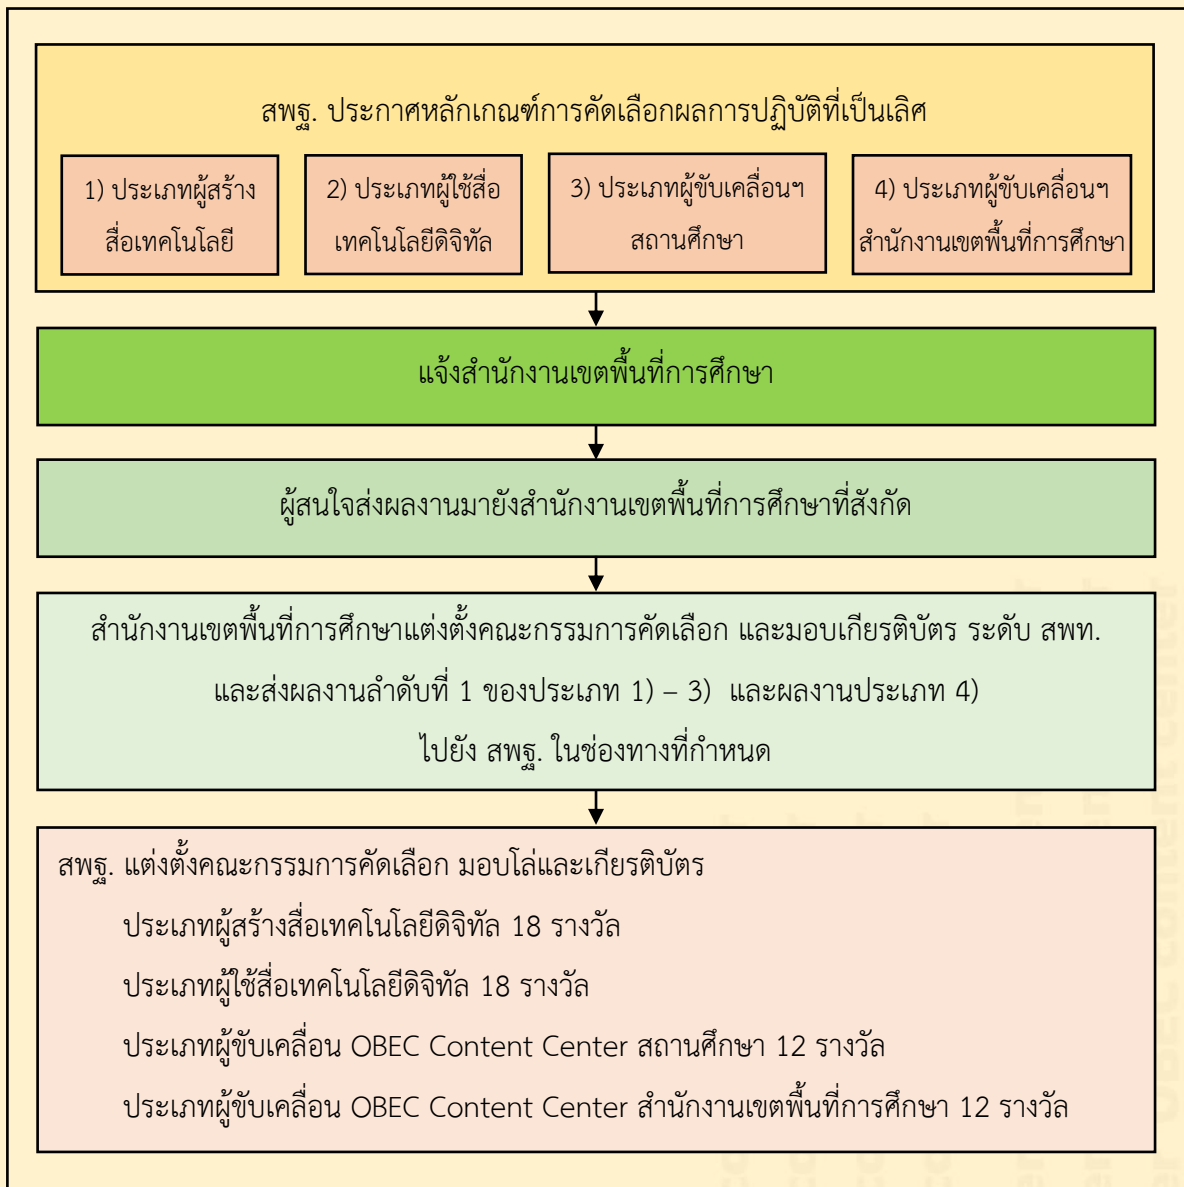 สพฐ. ประกาศหลักเกณฑ์การคัดเลือกผลการปฏิบัติที่เป็นเลิศ
1) ประเภทผู้สร้าง
สื่อเทคโนโลยี
2) ประเภทผู้ใช้สื่อ
เทคโนโลยีดิจิทัล
3) ประเภทผู้ขับเคลื่อนฯ
สถานศึกษา
4) ประเภทผู้ขับเคลื่อนฯ
สำนักงานเขตพื้นที่การศึกษา
แจ้งสำนักงานเขตพื้นที่การศึกษา
ผู้สนใจส่งผลงานมายังสำนักงานเขตพื้นที่การศึกษาที่สังกัด
สำนักงานเขตพื้นที่การศึกษาแต่งตั้งคณะกรรมการคัดเลือก และมอบเกียรติบัตร ระดับ สพท.
และส่งผลงานลำดับที่ 1 ของประเภท 1) – 3) และผลงานประเภท 4)
ไปยัง สพฐ. ในช่องทางที่กำหนด
สพฐ. แต่งตั้งคณะกรรมการคัดเลือก มอบโล่และเกียรติบัตร
ประเภทผู้สร้างสื่อเทคโนโลยีดิจิทัล 18 รางวัล
ประเภทผู้ใช้สื่อเทคโนโลยีดิจิทัล 18 รางวัล
ประเภทผู้ขับเคลื่อน OBEC Content Center สถานศึกษา 12 รางวัล
ประเภทผู้ขับเคลื่อน OBEC Content Center สำนักงานเขตพื้นที่การศึกษา 12 รางวัล